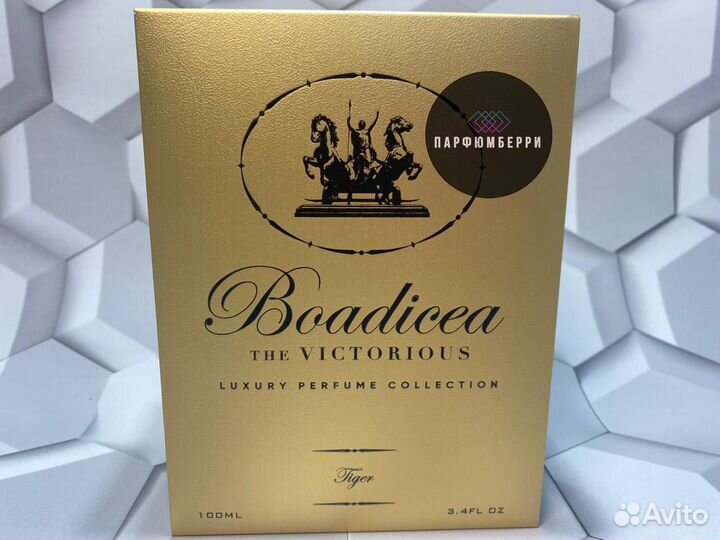 ПАРФЮМБЕРРИ
Boadicea
THE VICTORIOUS
LUXURY PERFUME COLLECTION
Tiger
100ML 3.4FL OZ
Avito